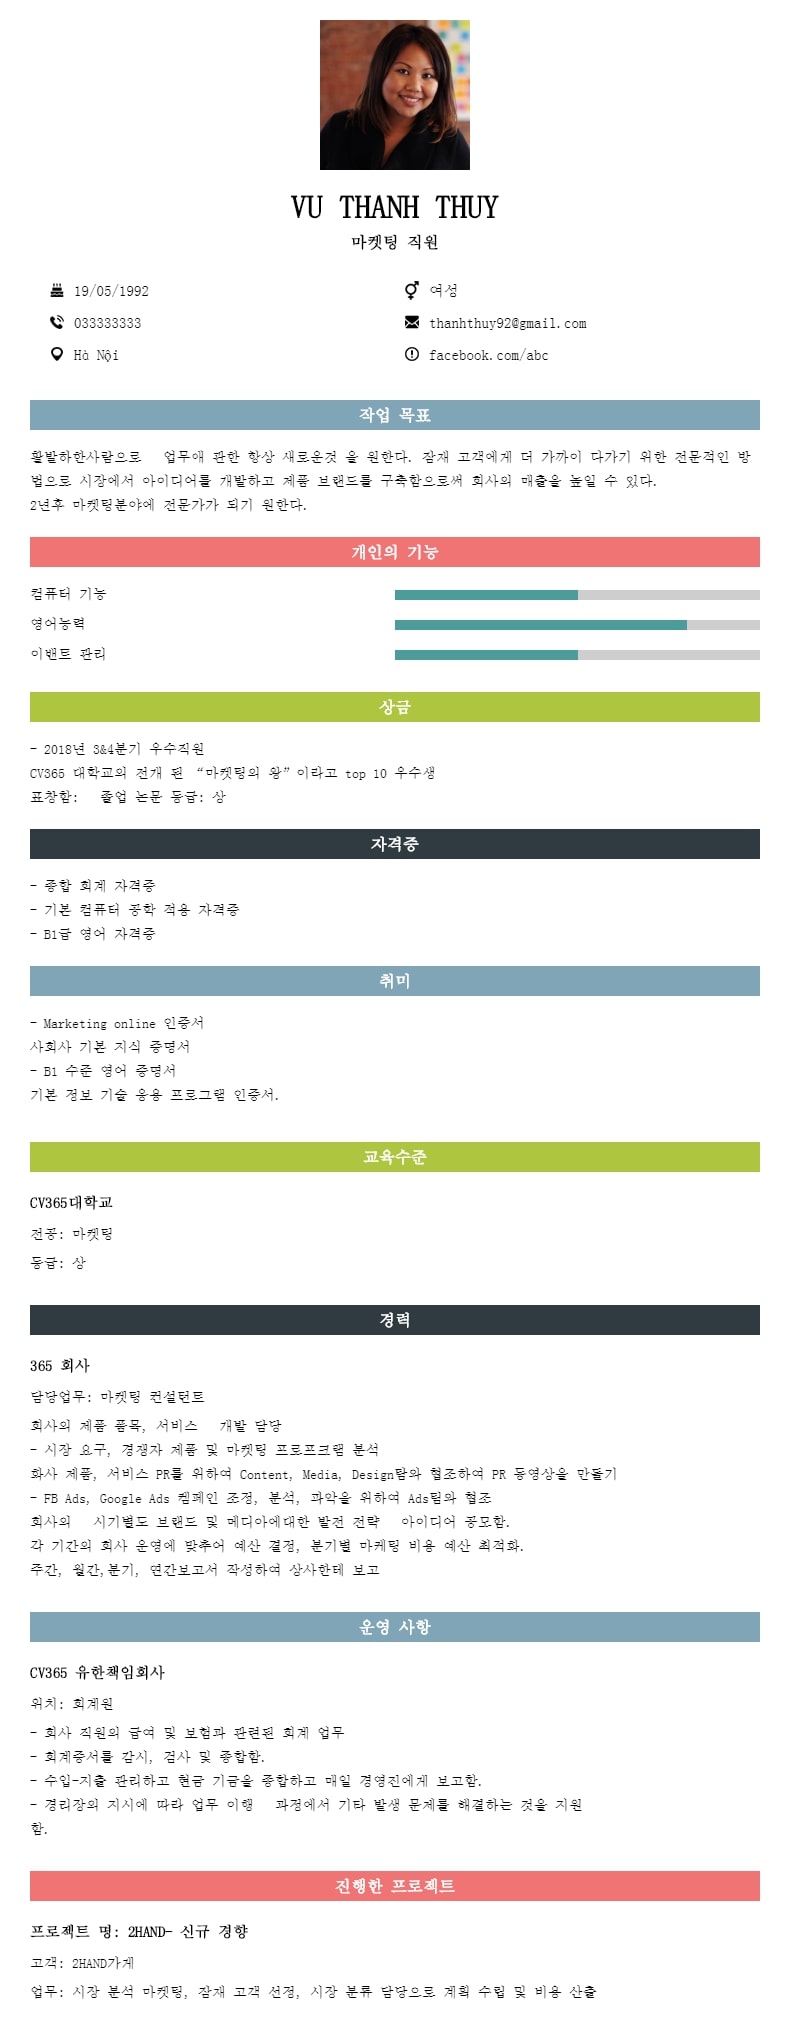 VU THANH THUY
마켓팅 직원
19/05/1992
여성
033333333
thanhthuy92@gmail.com
Hà Nội
facebook.com/abc
작업 목표
활발하한사람으로 업무애 관한 항상 새로운것 을 원한다. 잠재 고객에게 더 가까이 다가기 위한 전문적인 방
법으로 시장에서 아이디어를 개발하고 제품 브랜드를 구축함으로써 회사의 매출을 높일 수 있다.
2년후 마켓팅분야에 전문가가 되기 원한다.
개인의 기능
컴퓨터 기능
영어능력
이밴트 관리
상금
- 2018년 3&4분기 우수직원
CV365 대학교의 전개 된 “마켓팅의 왕”이라고 top 10 우수생
표창함: 졸업 논문 등급: 상
자격증
- 종합 회계 자격증
- 기본 컴퓨터 공학 적용 자격증
- B1급 영어 자격증
취미
- Marketing online 인증서
사회사 기본 지식 증명서
- B1 수준 영어 증명서
기본 정보 기술 응용 프로그램 인증서.
교육수준
CV365대학교
전공: 마켓팅
등급: 상
경력
365 회사
담당업무: 마켓팅 컨설턴트
회사의 제품 품목, 서비스 개발 담당
- 시장 요구, 경쟁자 제품 및 마켓팅 프로프크램 분석
화사 제품, 서비스 PR를 위하여 Content, Media, Design탐와 협조하여 PR 동영상을 만돌기
- FB Ads, Google Ads 켐페인 조정, 분석, 과악을 위하여 Ads팀와 협조
회사의 시기별도 브랜드 및 메디아에대한 발전 전략 아이디어 공모함.
각 기간의 회사 운영에 맞추어 예산 결정, 분기별 마케팅 비용 예산 최적화.
주간, 월간,분기, 연간보고서 작성하여 상사한테 보고
운영 사항
CV365 유한책임회사
위치: 회계원
- 회사 직원의 급여 및 보험과 관련된 회계 업무
- 회계증서를 감시, 검사 및 종합함.
- 수입-지출 관리하고 현금 기금을 종합하고 매일 경영진에게 보고함.
- 경리장의 지시에 따라 업무 이행 과정에서 기타 발생 문제를 해결하는 것을 지원
함.
진행한 프로젝트
프로젝트 명: 2HAND- 신규 경향
고객: 2HAND가게
업무: 시장 분석 마켓팅, 잠재 고객 선정, 시장 분류 담당으로 계획 수립 및 비용 산출